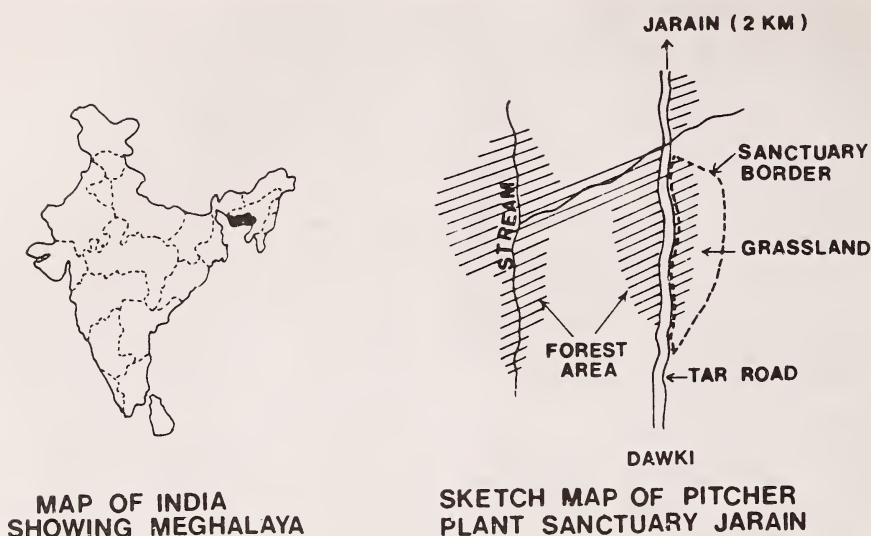 JARAIN (2 KM)
SANCTUARY
BORDER
GRASSLAND
STREAM
FOREST
AREA
TAR ROAD
DAWKI
MAP OF INDIA
SHOWING MEGHALAYA
SKETCH MAP OF PITCHER
PLANT SANCTUARY JARAIN